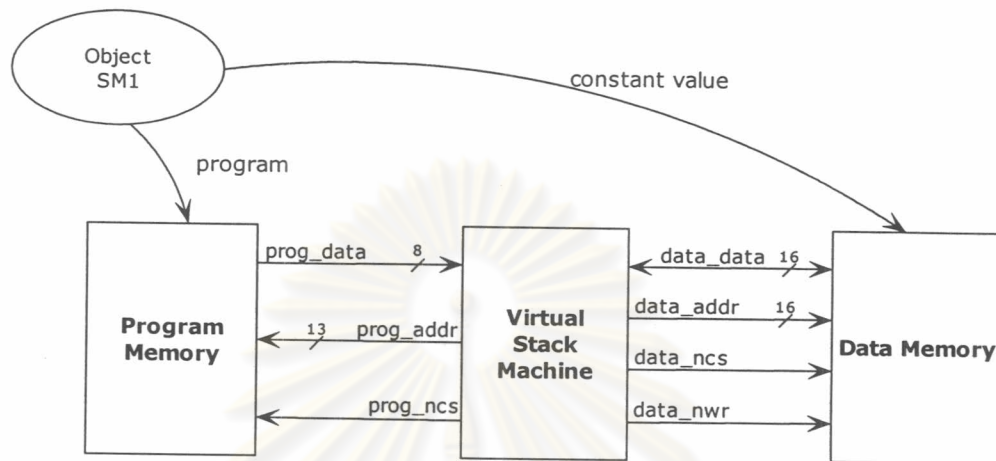 Object
SM1
constant value
program
prog_data
8
13
prog_addr
prog_ncs
Program
Memory
Virtual
Stack
Machine
data_data
16
data_addr
16
data_ncs
data_nwr
Data Memory